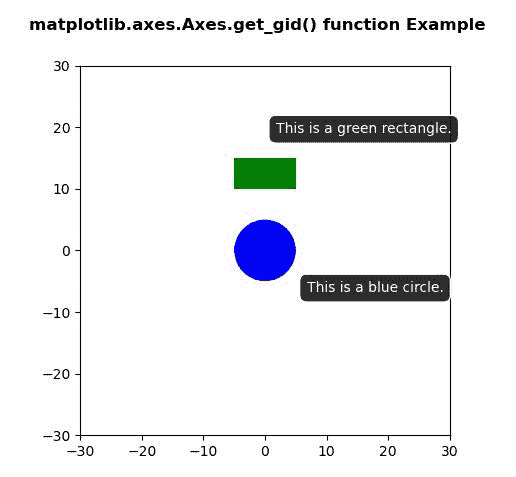 matplotlib.axes.Axes.get_gid() function Example
30
20
This is a green rectangle.
10
0
This is a blue circle.
−10
−20
−30
−30 −20 −10 0 10 20 30